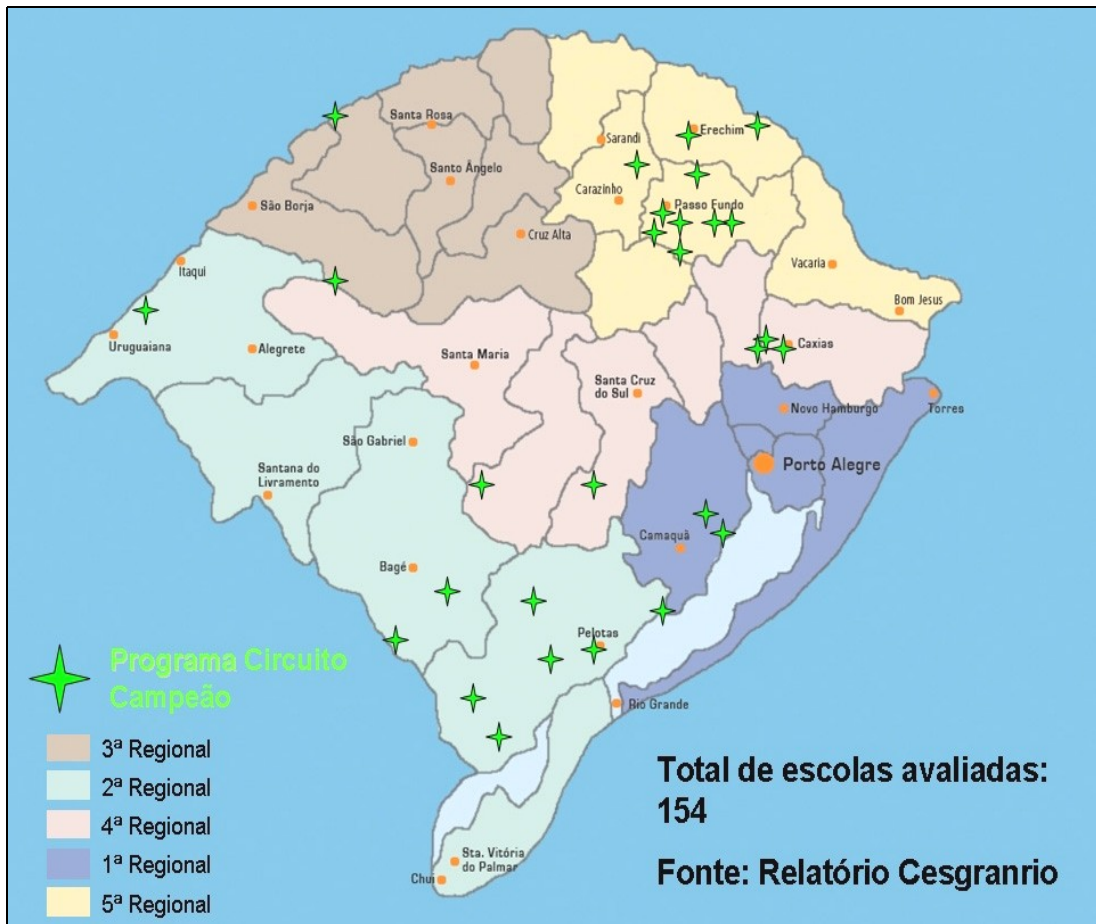 Santa Rosa
Erechim
Sarandi
Santo Ângelo
Carazinho
Passo Fundo
São Borja
Cruz Alta
Vacaria
Itaqui
Bom Jesus
Uruguaiana
Alegrete
Caxias
Santa Maria
Santa Cruz
do Sul
Novo Hamburgo
Torres
São Gabriel
Porto Alegre
Santana do
Livramento
Camaquã
Bagé
Pelotas
Rio Grande
Sta. Vitória
do Palmar
Chuí
Programa Circuito
Campeão
3ª Regional
2ª Regional
4ª Regional
1ª Regional
5ª Regional
Total de escolas avaliadas:
154
Fonte: Relatório Cesgranrio